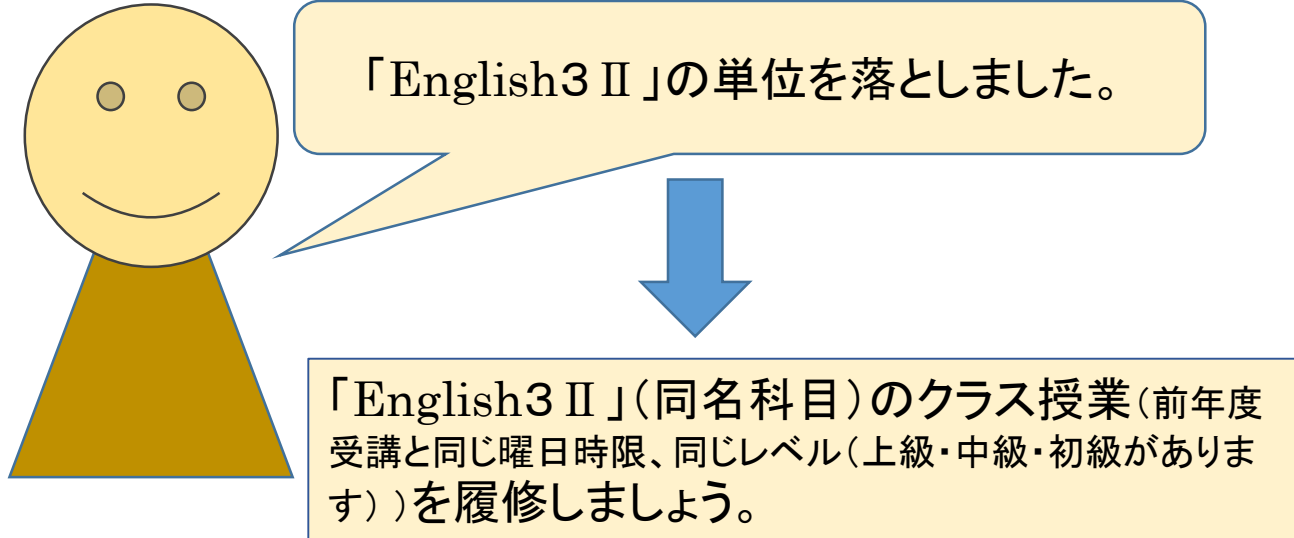 「English3Ⅱ」の単位を落としました。
「English3Ⅱ」(同名科目)のクラス授業(前年度
受講と同じ曜日時限、同じレベル(上級・中級・初級がありま
す))を履修しましょう。